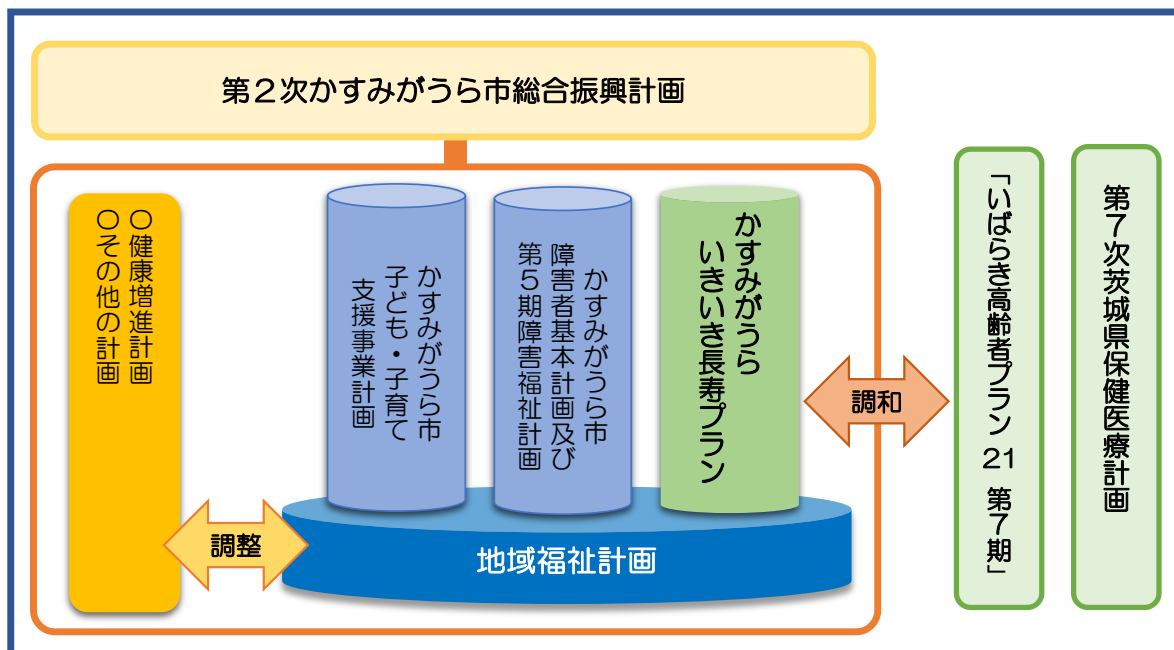 第２次かすみがうら市総合振興計画
〇健康増進計画
〇その他の計画
かすみがうら市
子ども・子育て
支援事業計画
かすみがうら市
障害者基本計画及び
第５期障害福祉計画
かすみがうら
いきいき長寿プラン
調和
「いばらき高齢者プラン 21 第７期」
第７次茨城県保健医療計画
調整
地域福祉計画